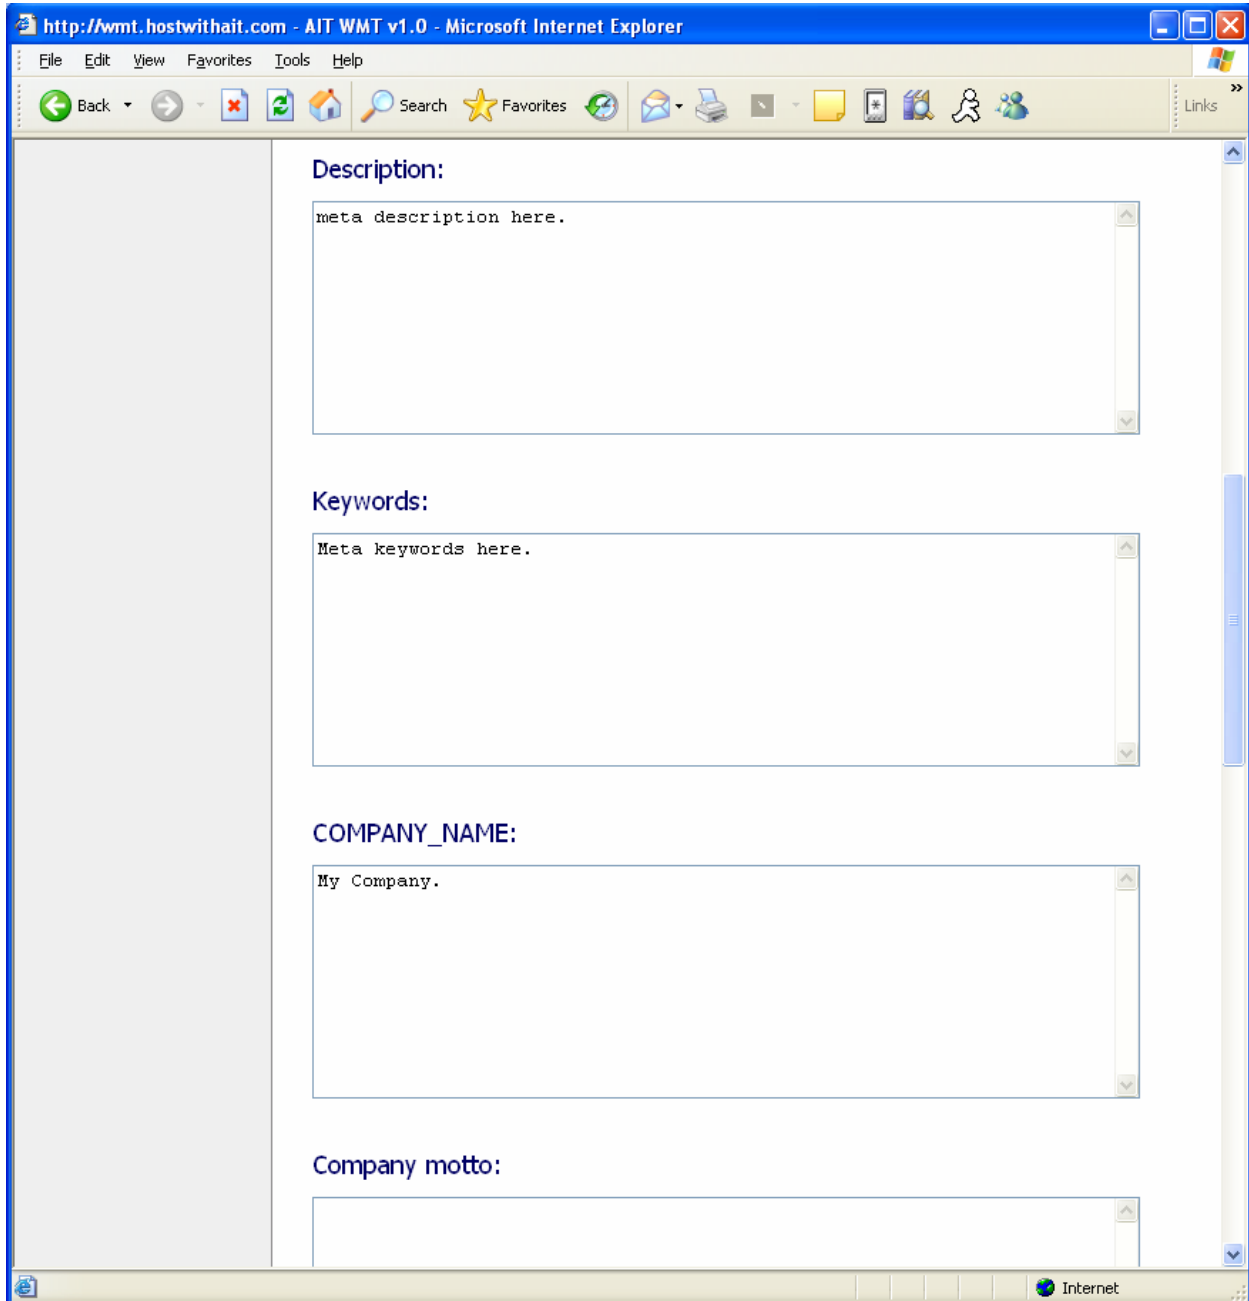 http://wmt.hostwithait.com - AIT WMT v1.0 - Microsoft Internet Explorer
File Edit View Favorites Tools Help
Back Search Favorites Links »
Description:
meta description here.
Keywords:
Meta keywords here.
COMPANY_NAME:
My Company.
Company motto:
Internet